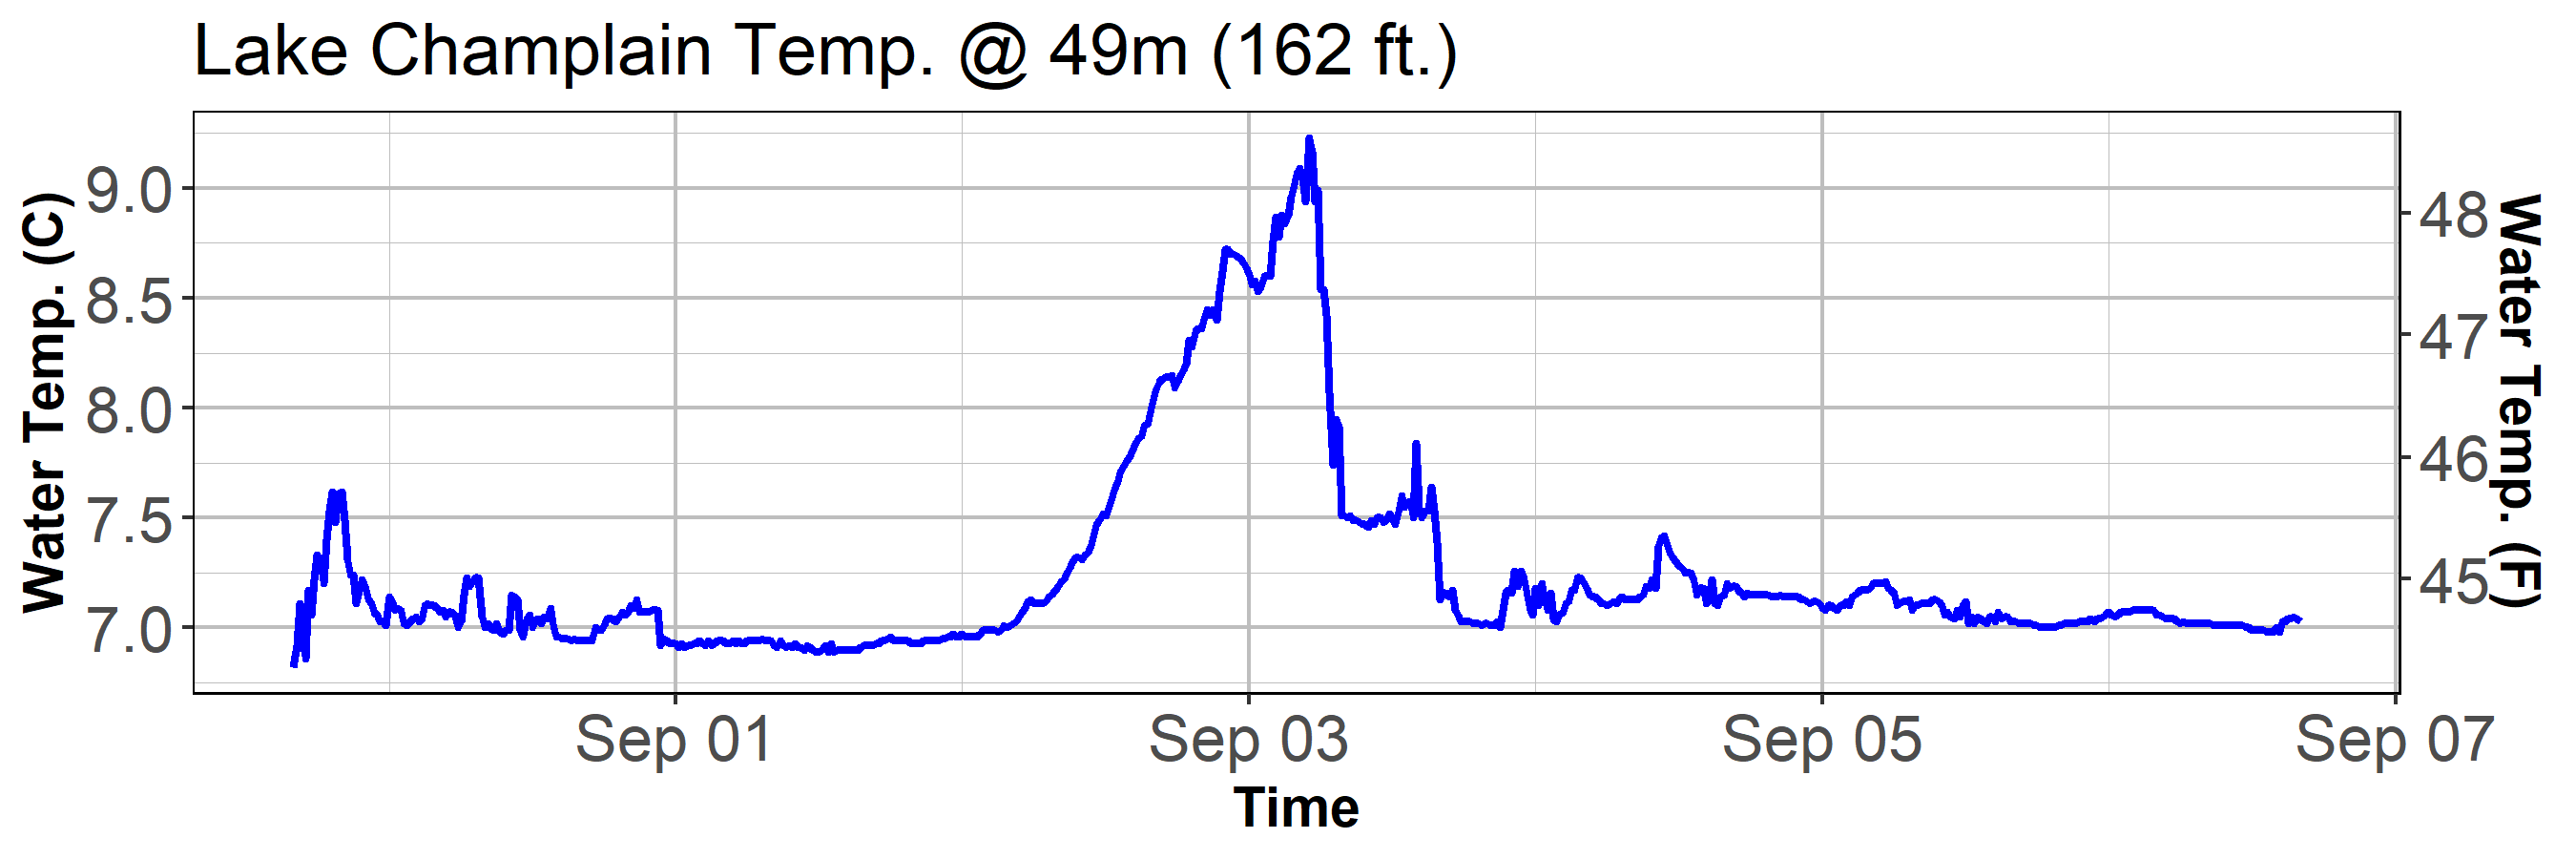 Lake Champlain Temp. @ 49m (162 ft.)
Water Temp. (C)
9.0
8.5
8.0
7.5
7.0
48
47
46
45
Water Temp. (F)
Sep 01
Sep 03
Sep 05
Sep 07
Time